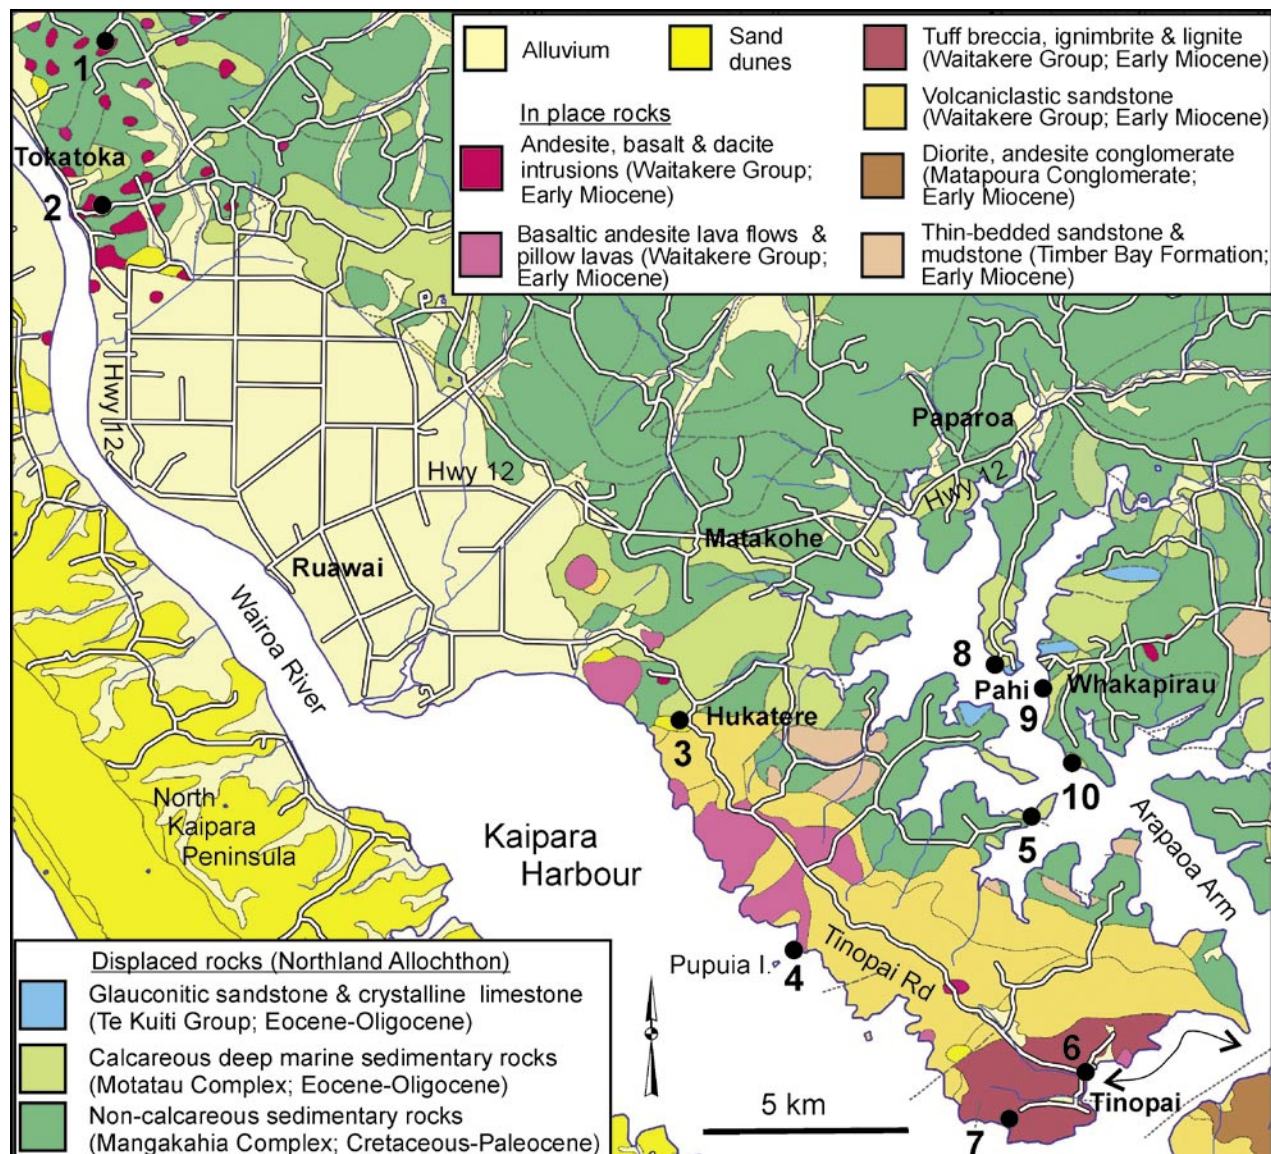 Alluvium
Sand
dunes
In place rocks
Andesite, basalt & dacite
intrusions (Waitakere Group;
Early Miocene)
Basaltic andesite lava flows &
pillow lavas (Waitakere Group;
Early Miocene)
Tuff breccia, ignimbrite & lignite
(Waitakere Group; Early Miocene)
Volcaniclastic sandstone
(Waitakere Group; Early Miocene)
Diorite, andesite conglomerate
(Matapoura Conglomerate;
Early Miocene)
Thin-bedded sandstone &
mudstone (Timber Bay Formation;
Early Miocene)
1
Tokatoka
2
Hwy 12
Hwy 12
Paparoa
Hwy 12
Matakohe
Ruawai
Wairoa River
8
Pahi
Whakapirau
9
Hukatere
3
10
North
Kaipara
Peninsula
Kaipara
Harbour
5
Arapaoa Arm
Tinopai Rd
Pupuia I.
4
6
Tinopai
7
5 km
Displaced rocks (Northland Allochthon)
Glauconitic sandstone & crystalline limestone
(Te Kuiti Group; Eocene-Oligocene)
Calcareous deep marine sedimentary rocks
(Motatau Complex; Eocene-Oligocene)
Non-calcareous sedimentary rocks
(Mangakahia Complex; Cretaceous-Paleocene)